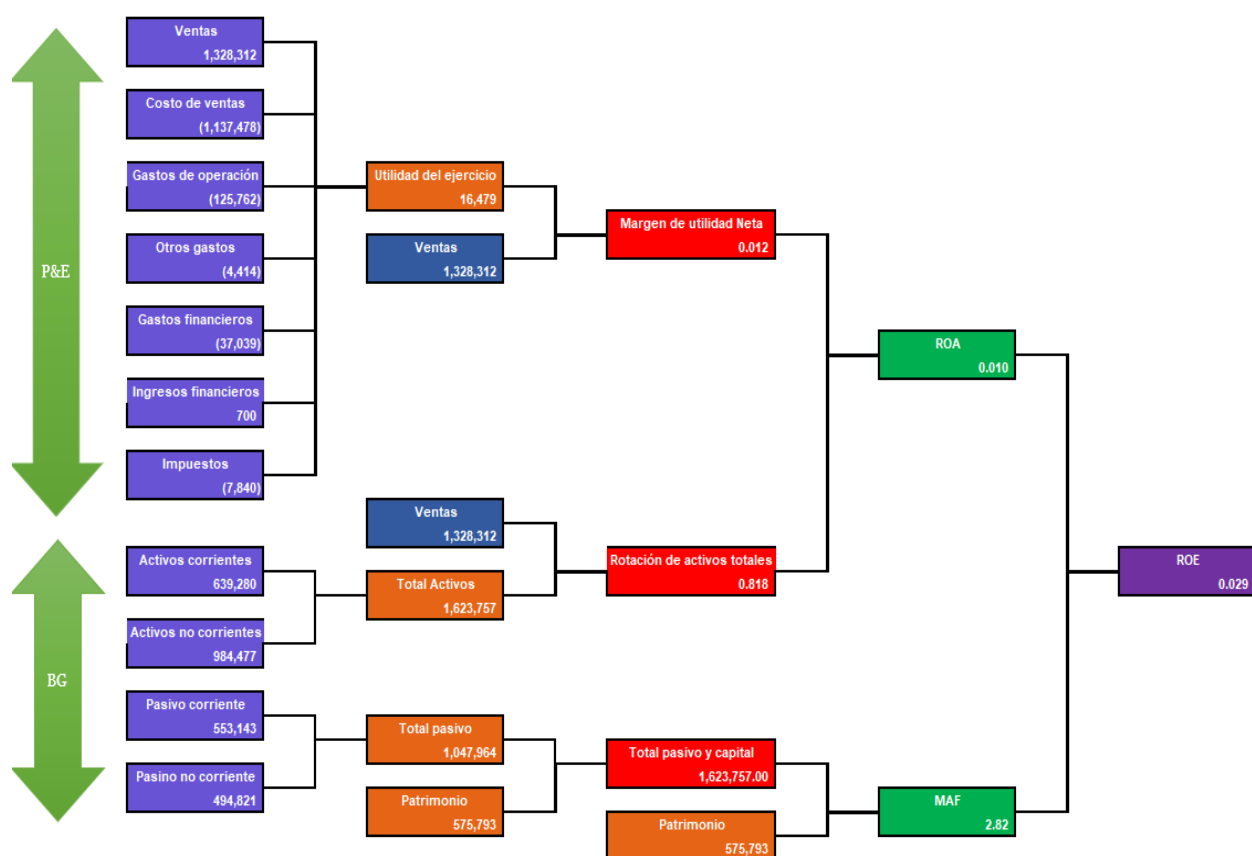 P&E
Ventas
1,328,312
Costo de ventas
(1,137,478)
Gastos de operación
(125,762)
Otros gastos
(4,414)
Gastos financieros
(37,039)
Ingresos financieros
700
Impuestos
(7,840)
BG
Activos corrientes
639,280
Activos no corrientes
984,477
Pasivo corriente
553,143
Pasino no corriente
494,821
Utilidad del ejercicio
16,479
Ventas
1,328,312
Ventas
1,328,312
Total Activos
1,623,757
Total pasivo
1,047,964
Patrimonio
575,793
Margen de utilidad Neta
0.012
Rotación de activos totales
0.818
Total pasivo y capital
1,623,757.00
Patrimonio
575,793
ROA
0.010
MAF
2.82
ROE
0.029